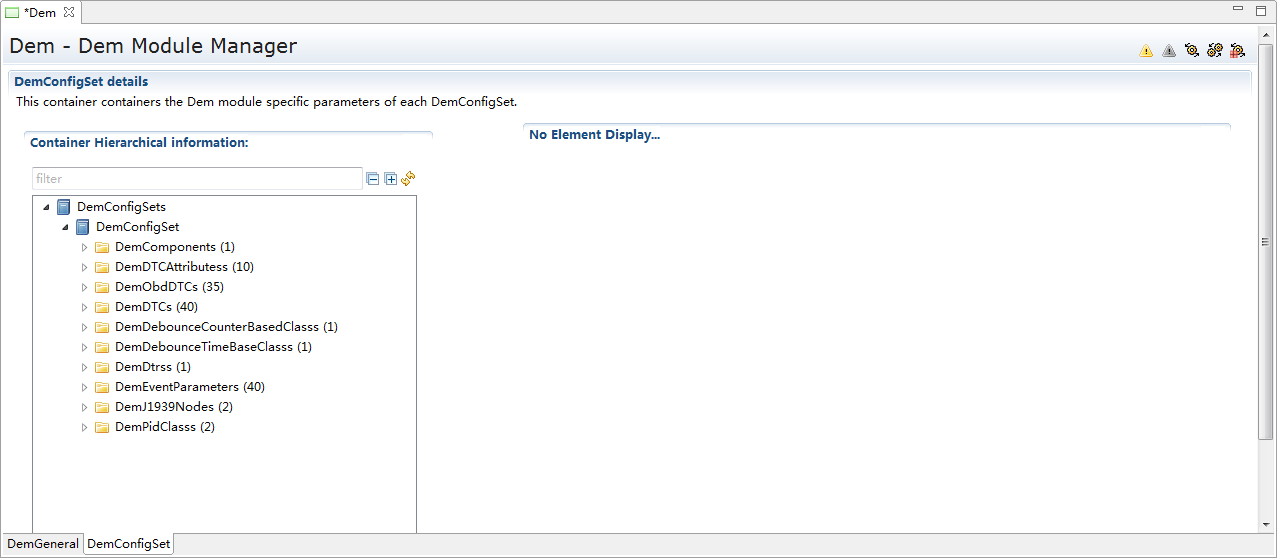 *Dem
Dem - Dem Module Manager
DemConfigSet details
This container containers the Dem module specific parameters of each DemConfigSet.
Container Hierarchical information:
No Element Display...
filter
DemConfigSets
DemConfigSet
DemComponents (1)
DemDTCAttributess (10)
DemObdDTCs (35)
DemDTCs (40)
DemDebounceCounterBasedClasss (1)
DemDebounceTimeBaseClasss (1)
DemDtrss (1)
DemEventParameters (40)
DemJ1939Nodes (2)
DemPidClasss (2)
DemGeneral DemConfigSet